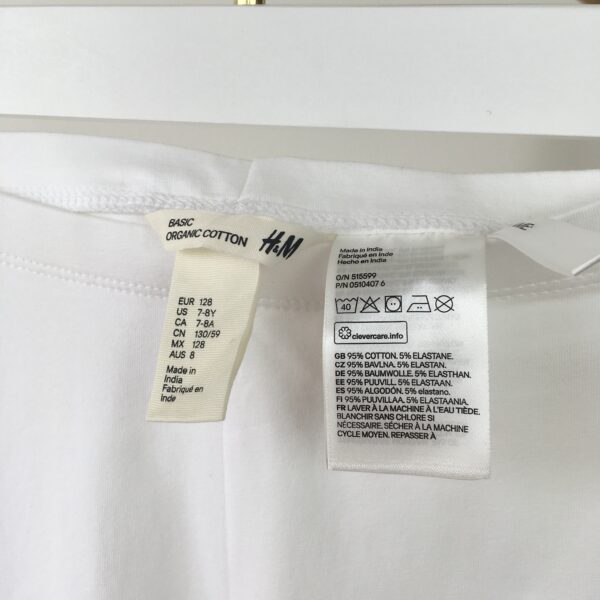 BASIC
ORGANIC COTTON H&M
EUR 128
US 7-8Y
CA 7-8A
CN 130/59
MX 128
AUS 8
Made in
India
Fabriqué en
Inde
Made in India
Fabriqué en Inde
Hecho en India
O/N 515599
P/N 0510407 6
40
clevercare.info
GB 95% COTTON. 5% ELASTANE.
CZ 95% BAVLNA. 5% ELASTAN.
DE 95% BAUMWOLLE. 5% ELASTHAN.
EE 95% PUUVILL. 5% ELASTAAN.
ES 95% ALGODÓN. 5% elastano.
FI 95% PUUVILLAA. 5% ELASTAANIA.
FR LAVER À LA MACHINE À L'EAU TIÈDE.
BLANCHIR SANS CHLORE SI
NÉCESSAIRE. SÉCHER À LA MACHINE
CYCLE MOYEN. REPASSER À